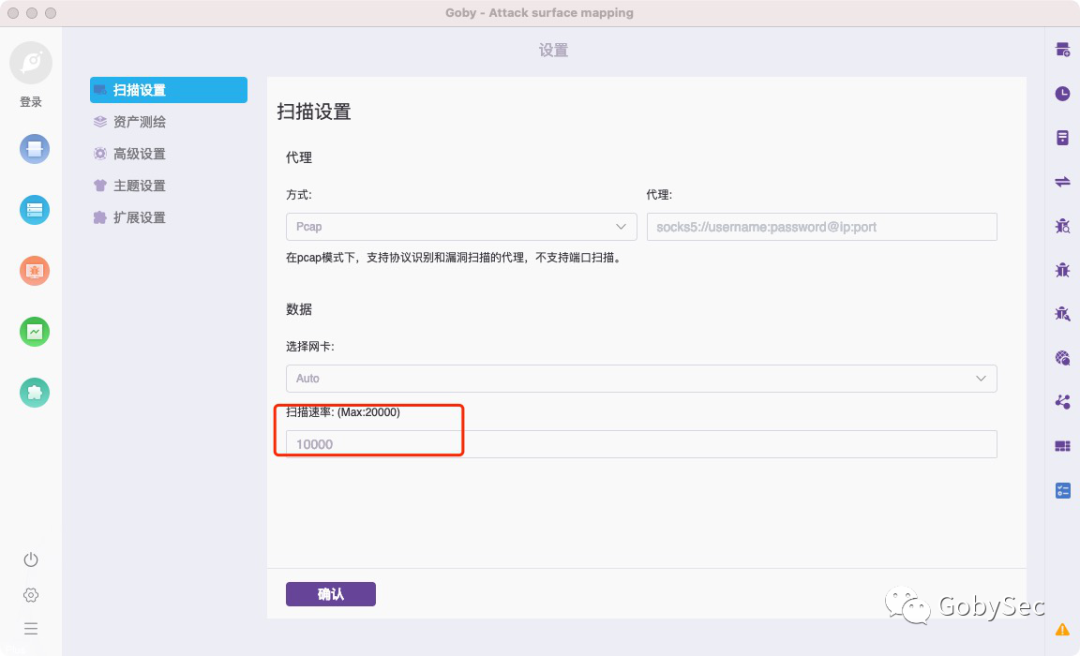 Goby - Attack surface mapping
设置
登录
扫描设置
资产测绘
高级设置
主题设置
扩展设置
扫描设置
代理
方式:
代理:
Pcap
socks5://username:password@ip:port
在pcap模式下，支持协议识别和漏洞扫描的代理，不支持端口扫描。
数据
选择网卡:
Auto
扫描速率: (Max:20000)
10000
确认
GobySec